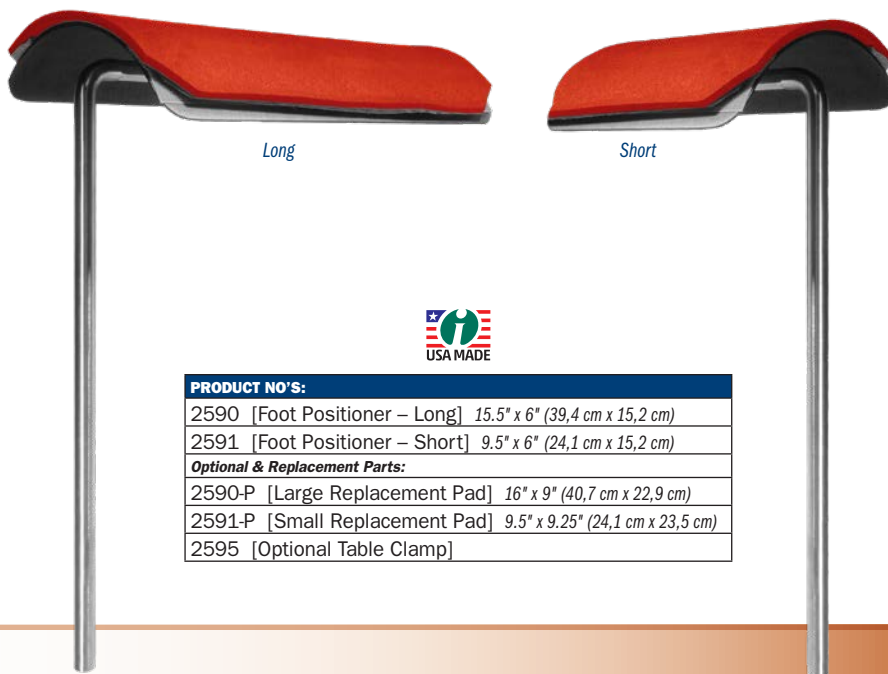 Long
Short
i
USA MADE
PRODUCT NO'S:
2590 [Foot Positioner – Long] 15.5" x 6" (39,4 cm x 15,2 cm)
2591 [Foot Positioner – Short] 9.5" x 6" (24,1 cm x 15,2 cm)
Optional & Replacement Parts:
2590-P [Large Replacement Pad] 16" x 9" (40,7 cm x 22,9 cm)
2591-P [Small Replacement Pad] 9.5" x 9.25" (24,1 cm x 23,5 cm)
2595 [Optional Table Clamp]